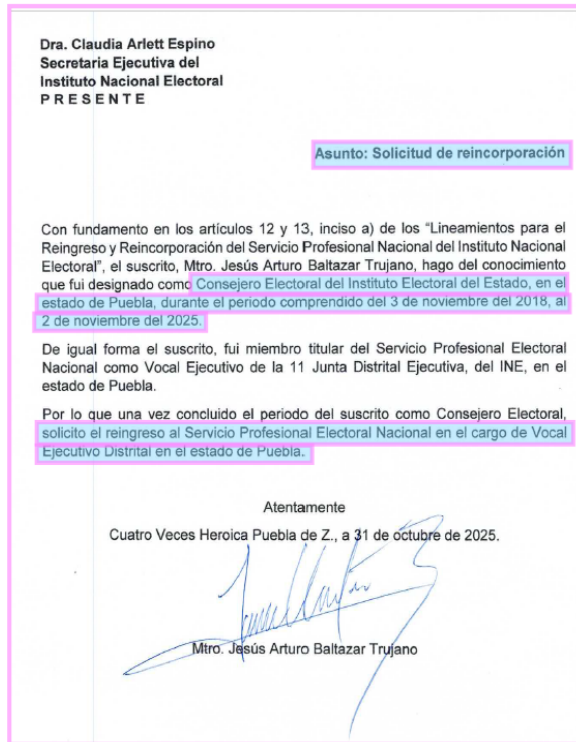 Dra. Claudia Arlett Espino
Secretaria Ejecutiva del
Instituto Nacional Electoral
P R E S E N T E
Asunto: Solicitud de reincorporación
Con fundamento en los artículos 12 y 13, inciso a) de los "Lineamientos para el
Reingreso y Reincorporación del Servicio Profesional Nacional del Instituto Nacional
Electoral", el suscrito, Mtro. Jesús Arturo Baltazar Trujano, hago del conocimiento
que fui designado como Consejero Electoral del Instituto Electoral del Estado, en el
estado de Puebla, durante el periodo comprendido del 3 de noviembre del 2018, al
2 de noviembre del 2025.
De igual forma el suscrito, fui miembro titular del Servicio Profesional Electoral
Nacional como Vocal Ejecutivo de la 11 Junta Distrital Ejecutiva, del INE, en el
estado de Puebla.
Por lo que una vez concluido el periodo del suscrito como Consejero Electoral,
solicito el reingreso al Servicio Profesional Electoral Nacional en el cargo de Vocal
Ejecutivo Distrital en el estado de Puebla.
Atentamente
Cuatro Veces Heroica Puebla de Z., a 31 de octubre de 2025.
Mtro. Jesús Arturo Baltazar Trujano